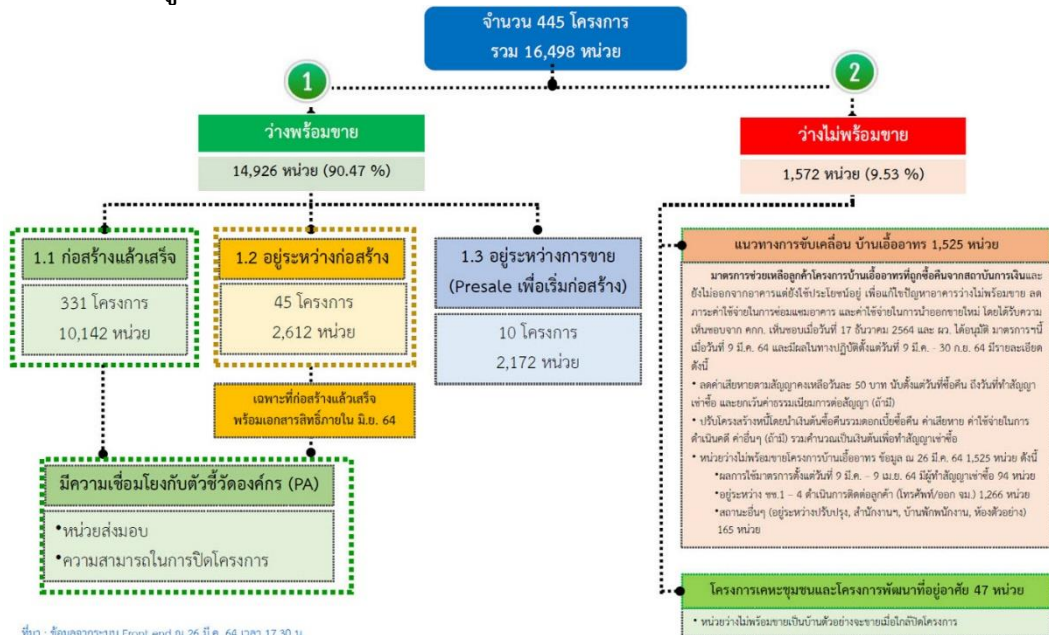 จำนวน 445 โครงการ
รวม 16,498 หน่วย
1
2
ว่างพร้อมขาย
14,926 หน่วย (90.47 %)
ว่างไม่พร้อมขาย
1,572 หน่วย (9.53 %)
1.1 ก่อสร้างแล้วเสร็จ
331 โครงการ
10,142 หน่วย
1.2 อยู่ระหว่างก่อสร้าง
45 โครงการ
2,612 หน่วย
1.3 อยู่ระหว่างการขาย
(Presale เพื่อเริ่มก่อสร้าง)
10 โครงการ
2,172 หน่วย
เฉพาะที่ก่อสร้างแล้วเสร็จ
พร้อมเอกสารสิทธิ์ภายใน มิ.ย. 64
มีความเชื่อมโยงกับตัวชี้วัดองค์กร (PA)
•หน่วยส่งมอบ
•ความสามารถในการปิดโครงการ
แนวทางการขับเคลื่อน บ้านเอื้ออาทร 1,525 หน่วย
มาตรการช่วยเหลือลูกค้าโครงการบ้านเอื้ออาทรที่ถูกซื้อคืนจากสถาบันการเงินและ
ยังไม่ออกจากอาคารแต่ยังใช้ประโยชน์อยู่ เพื่อแก้ไขปัญหาอาคารว่างไม่พร้อมขาย ลด
ภาระค่าใช้จ่ายในการซ่อมแซมอาคาร และค่าใช้จ่ายในการนำออกขายใหม่ โดยได้รับความ
เห็นชอบจาก คกก. เห็นชอบเมื่อวันที่ 17 ธันวาคม 2564 และ ผว. ได้อนุมัติ มาตรการฯนี้
เมื่อวันที่ 9 มี.ค. 64 และมีผลในทางปฏิบัติตั้งแต่วันที่ 9 มี.ค. - 30 ก.ย. 64 มีรายละเอียด
ดังนี้
• ลดค่าเสียหายตามสัญญาคงเหลือวันละ 50 บาท นับตั้งแต่วันที่ซื้อคืน ถึงวันที่ทำสัญญา
เช่าซื้อ และยกเว้นค่าธรรมเนียมการต่อสัญญา (ถ้ามี)
• ปรับโครงสร้างหนี้โดยนำเงินต้นซื้อคืนรวมดอกเบี้ยซื้อคืน ค่าเสียหาย ค่าใช้จ่ายในการ
ดำเนินคดี ค่าอื่นๆ (ถ้ามี) รวมคำนวณเป็นเงินต้นเพื่อทำสัญญาเช่าซื้อ
• หน่วยว่างไม่พร้อมขายโครงการบ้านเอื้ออาทร ข้อมูล ณ 26 มี.ค. 64 1,525 หน่วย ดังนี้
•ผลการใช้มาตรการตั้งแต่วันที่ 9 มี.ค. – 9 เม.ย. 64 มีผู้ทำสัญญาเช่าซื้อ 94 หน่วย
•อยู่ระหว่าง ขช.1 – 4 ดำเนินการติดต่อลูกค้า (โทรศัพท์/ออก จม.) 1,266 หน่วย
•สถานะอื่นๆ (อยู่ระหว่างปรับปรุง, สำนักงานฯ, บ้านพักพนักงาน, ห้องตัวอย่าง)
165 หน่วย
โครงการเคหะชุมชนและโครงการพัฒนาที่อยู่อาศัย 47 หน่วย
• หน่วยว่างไม่พร้อมขายเป็นบ้านตัวอย่างจะขายเมื่อใกล้ปิดโครงการ
ที่มา : ข้อมูลจากระบบ Front end ณ 26 มี.ค. 64 เวลา 17.30 น.